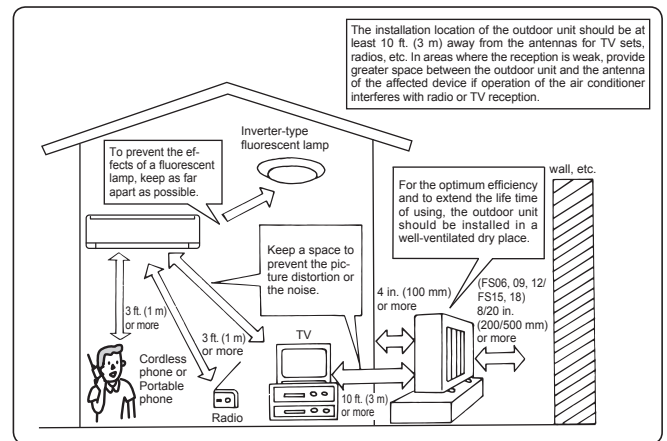 The installation location of the outdoor unit should be at
least 10 ft. (3 m) away from the antennas for TV sets,
radios, etc. In areas where the reception is weak, provide
greater space between the outdoor unit and the antenna
of the affected device if operation of the air conditioner
interferes with radio or TV reception.
Inverter-type
fluorescent lamp
To prevent the ef-
fects of a fluorescent
lamp, keep as far
apart as possible.
wall, etc.
For the optimum efficiency
and to extend the life time
of using, the outdoor unit
should be installed in a
well-ventilated dry place.
Keep a space to
prevent the pic-
ture distortion or
the noise.
4 in. (100 mm)
or more
(FS06, 09, 12/
FS15, 18)
8/20 in.
(200/500 mm)
or more
3 ft. (1 m)
or more
3 ft. (1 m)
or more
TV
Cordless
phone or
Portable
phone
Radio
10 ft. (3 m)
or more